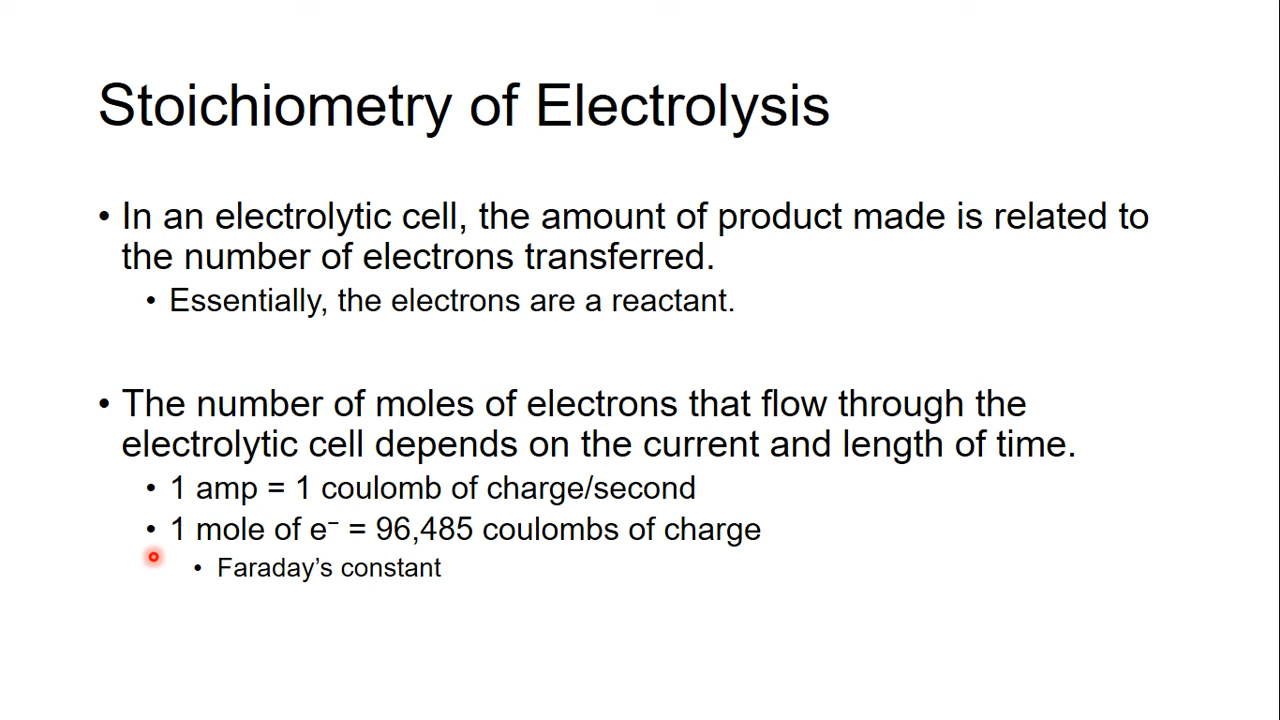 Stoichiometry of Electrolysis
• In an electrolytic cell, the amount of product made is related to
the number of electrons transferred.
• Essentially, the electrons are a reactant.
• The number of moles of electrons that flow through the
electrolytic cell depends on the current and length of time.
• 1 amp = 1 coulomb of charge/second
• 1 mole of e⁻ = 96,485 coulombs of charge
• Faraday’s constant